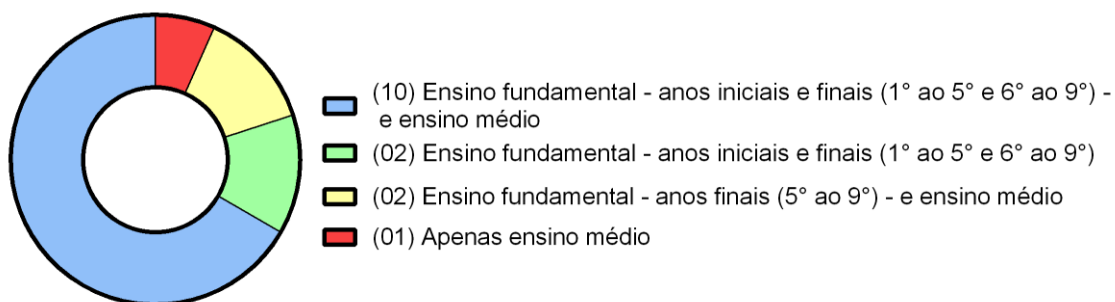 (10) Ensino fundamental - anos iniciais e finais (1° ao 5° e 6° ao 9°) -
e ensino médio
(02) Ensino fundamental - anos iniciais e finais (1° ao 5° e 6° ao 9°)
(02) Ensino fundamental - anos finais (5° ao 9°) - e ensino médio
(01) Apenas ensino médio